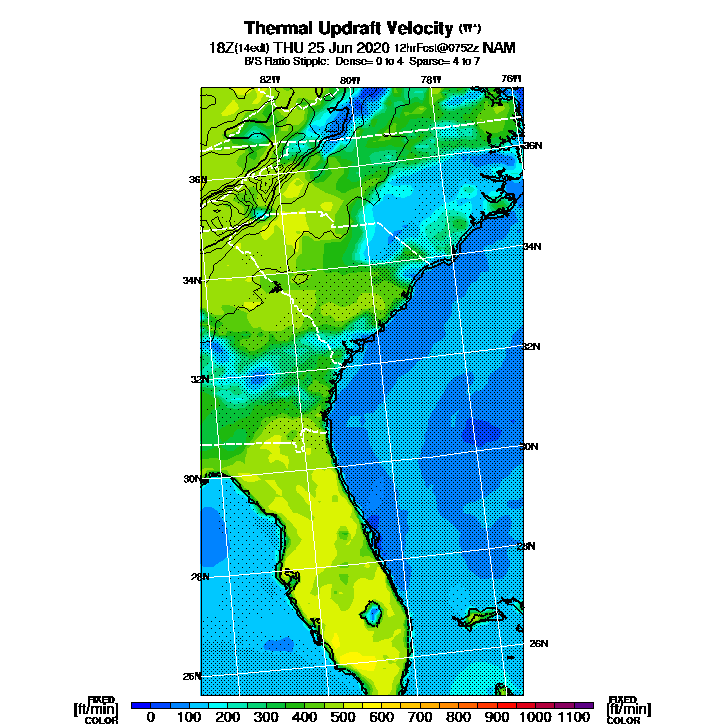 Thermal Updraft Velocity (W*)
18Z(14edt) THU 25 Jun 2020 12hrFcst@0752z NAM
B/S Ratio Stipple: Dense= 0 to 4 Sparse= 4 to 7
82W 80W 78W 76W
36N
36N
34N
34N
32N
32N
30N
30N
28N
28N
26N
26N
FIXED FIXED
[ft/min] 0 100 200 300 400 500 600 700 800 900 1000 1100 [ft/min]
COLOR COLOR